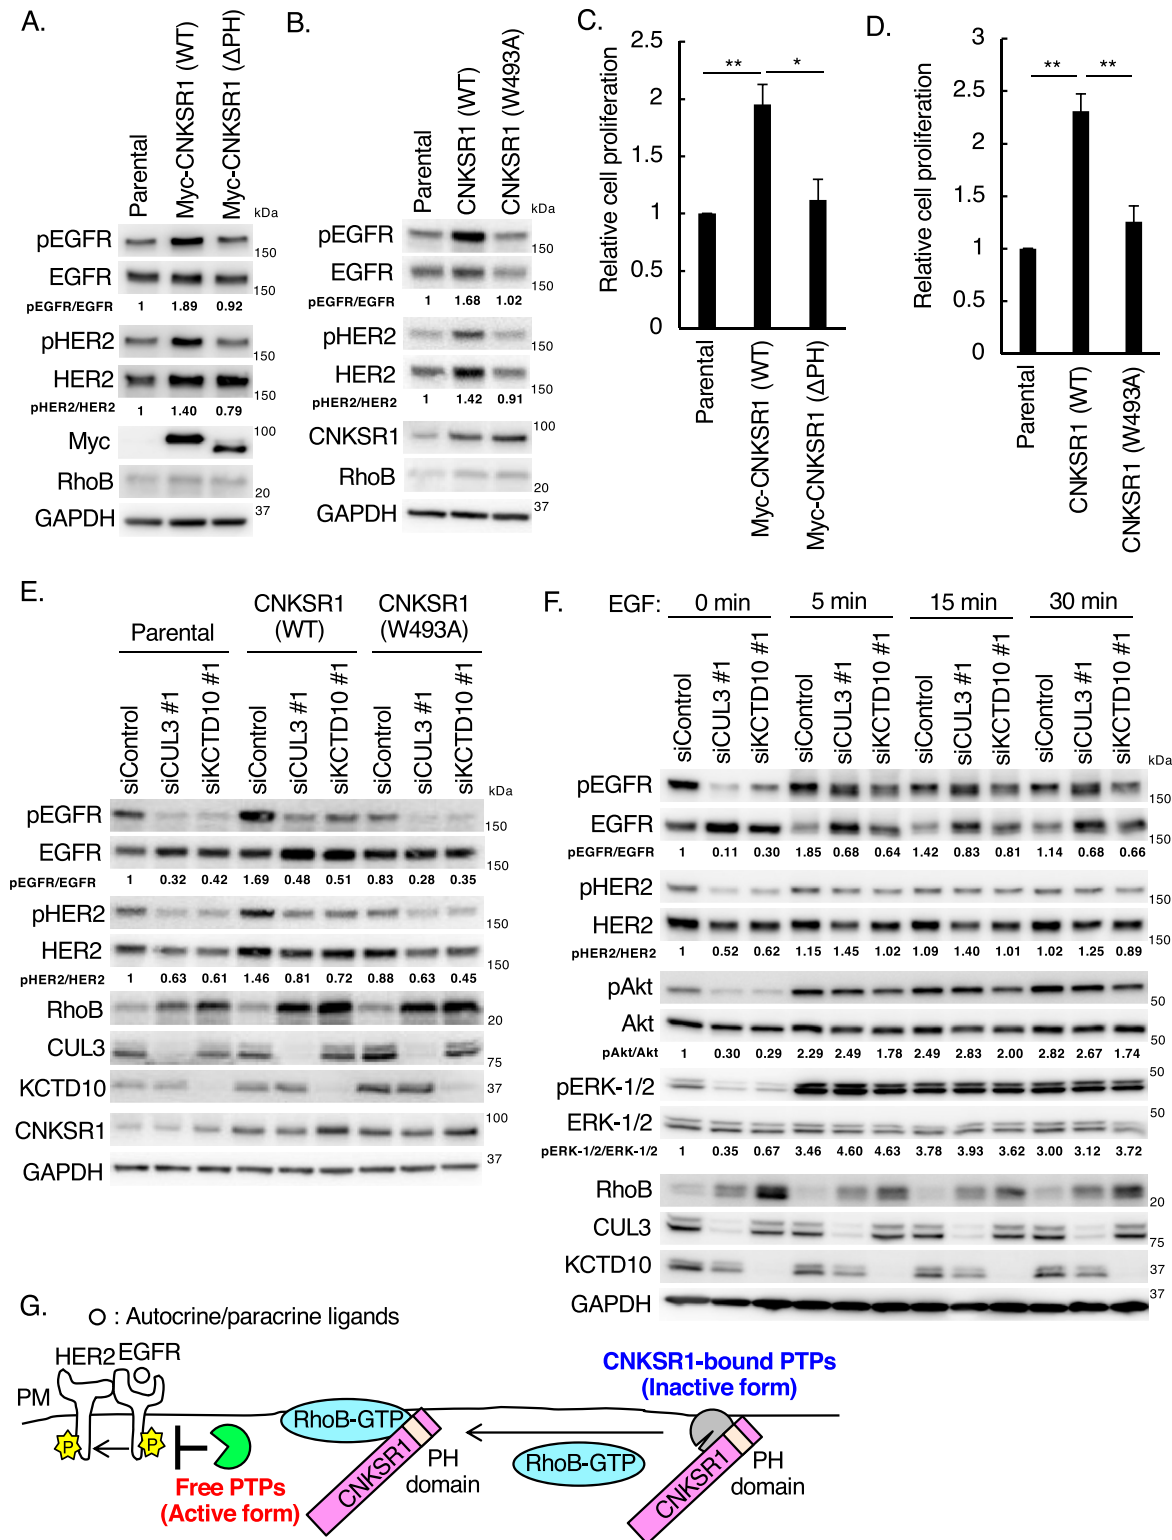 A.
Parental
Myc-CNKSR1 (WT)
Myc-CNKSR1 (ΔPH)
kDa
pEGFR
150
EGFR
150
pEGFR/EGFR 1 1.89 0.92
pHER2
150
HER2
150
pHER2/HER2 1 1.40 0.79
Myc
100
RhoB
20
GAPDH
37
B.
Parental
CNKSR1 (WT)
CNKSR1 (W493A)
kDa
pEGFR
150
EGFR
150
pEGFR/EGFR 1 1.68 1.02
pHER2
150
HER2
150
pHER2/HER2 1 1.42 0.91
CNKSR1
100
RhoB
20
GAPDH
37
C.
Relative cell proliferation
2.5
2
1.5
1
0.5
0
**
*
Parental
Myc-CNKSR1 (WT)
Myc-CNKSR1 (ΔPH)
D.
Relative cell proliferation
3
2.5
2
1.5
1
0.5
0
**
**
Parental
CNKSR1 (WT)
CNKSR1 (W493A)
E.
Parental
CNKSR1
(WT)
CNKSR1
(W493A)
siControl
siCUL3 #1
siKCTD10 #1
siControl
siCUL3 #1
siKCTD10 #1
siControl
siCUL3 #1
siKCTD10 #1
kDa
pEGFR
150
EGFR
150
pEGFR/EGFR 1 0.32 0.42 1.69 0.48 0.51 0.83 0.28 0.35
pHER2
150
HER2
150
pHER2/HER2 1 0.63 0.61 1.46 0.81 0.72 0.88 0.63 0.45
RhoB
20
CUL3
75
KCTD10
37
CNKSR1
100
GAPDH
37
F.
EGF: 0 min 5 min 15 min 30 min
siControl
siCUL3 #1
siKCTD10 #1
siControl
siCUL3 #1
siKCTD10 #1
siControl
siCUL3 #1
siKCTD10 #1
siControl
siCUL3 #1
siKCTD10 #1
kDa
pEGFR
150
EGFR
150
pEGFR/EGFR 1 0.11 0.30 1.85 0.68 0.64 1.42 0.83 0.81 1.14 0.68 0.66
pHER2
150
HER2
150
pHER2/HER2 1 0.52 0.62 1.15 1.45 1.02 1.09 1.40 1.01 1.02 1.25 0.89
pAkt
Akt
pAkt/Akt 1 0.30 0.29 2.29 2.49 1.78 2.49 2.83 2.00 2.82 2.67 1.74
50
pERK-1/2
50
ERK-1/2
pERK-1/2/ERK-1/2 1 0.35 0.67 3.46 4.60 4.63 3.78 3.93 3.62 3.00 3.12 3.72
RhoB
20
CUL3
75
KCTD10
37
GAPDH
37
G.
: Autocrine/paracrine ligands
HER2
EGFR
PM
P
P
Free PTPs
(Active form)
RhoB-GTP
CNKSR1
PH
domain
RhoB-GTP
CNKSR1-bound PTPs
(Inactive form)
CNKSR1
PH
domain